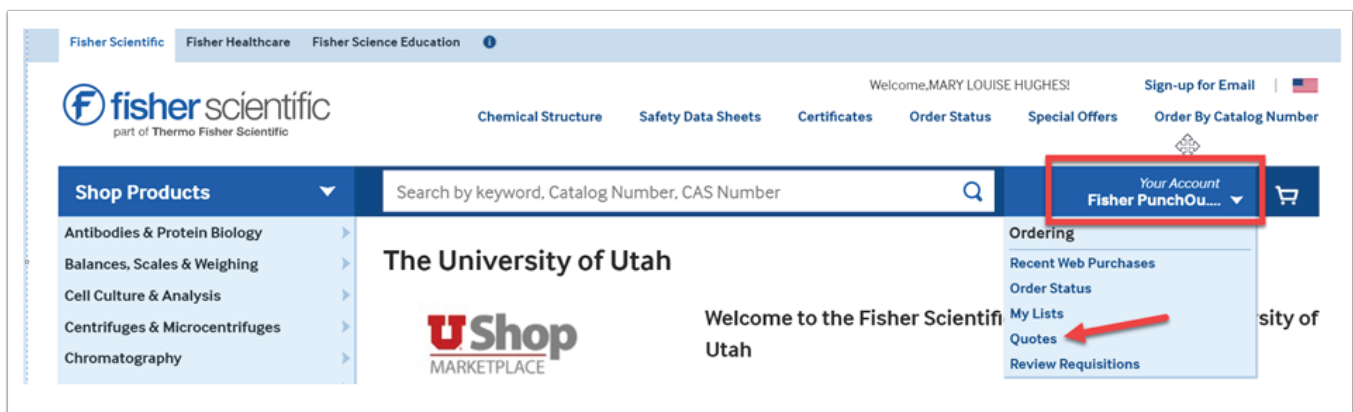 Fisher Scientific Fisher Healthcare Fisher Science Education i
Welcome,MARY LOUISE HUGHES! Sign-up for Email
f fisher scientific
part of Thermo Fisher Scientific
Chemical Structure Safety Data Sheets Certificates Order Status Special Offers Order By Catalog Number
Shop Products
Search by keyword, Catalog Number, CAS Number
Your Account
Fisher PunchOu....
Antibodies & Protein Biology
Balances, Scales & Weighing
Cell Culture & Analysis
Centrifuges & Microcentrifuges
Chromatography
The University of Utah
U Shop
MARKETPLACE
Welcome to the Fisher Scientifi sity of
Utah
Ordering
Recent Web Purchases
Order Status
My Lists
Quotes
Review Requisitions